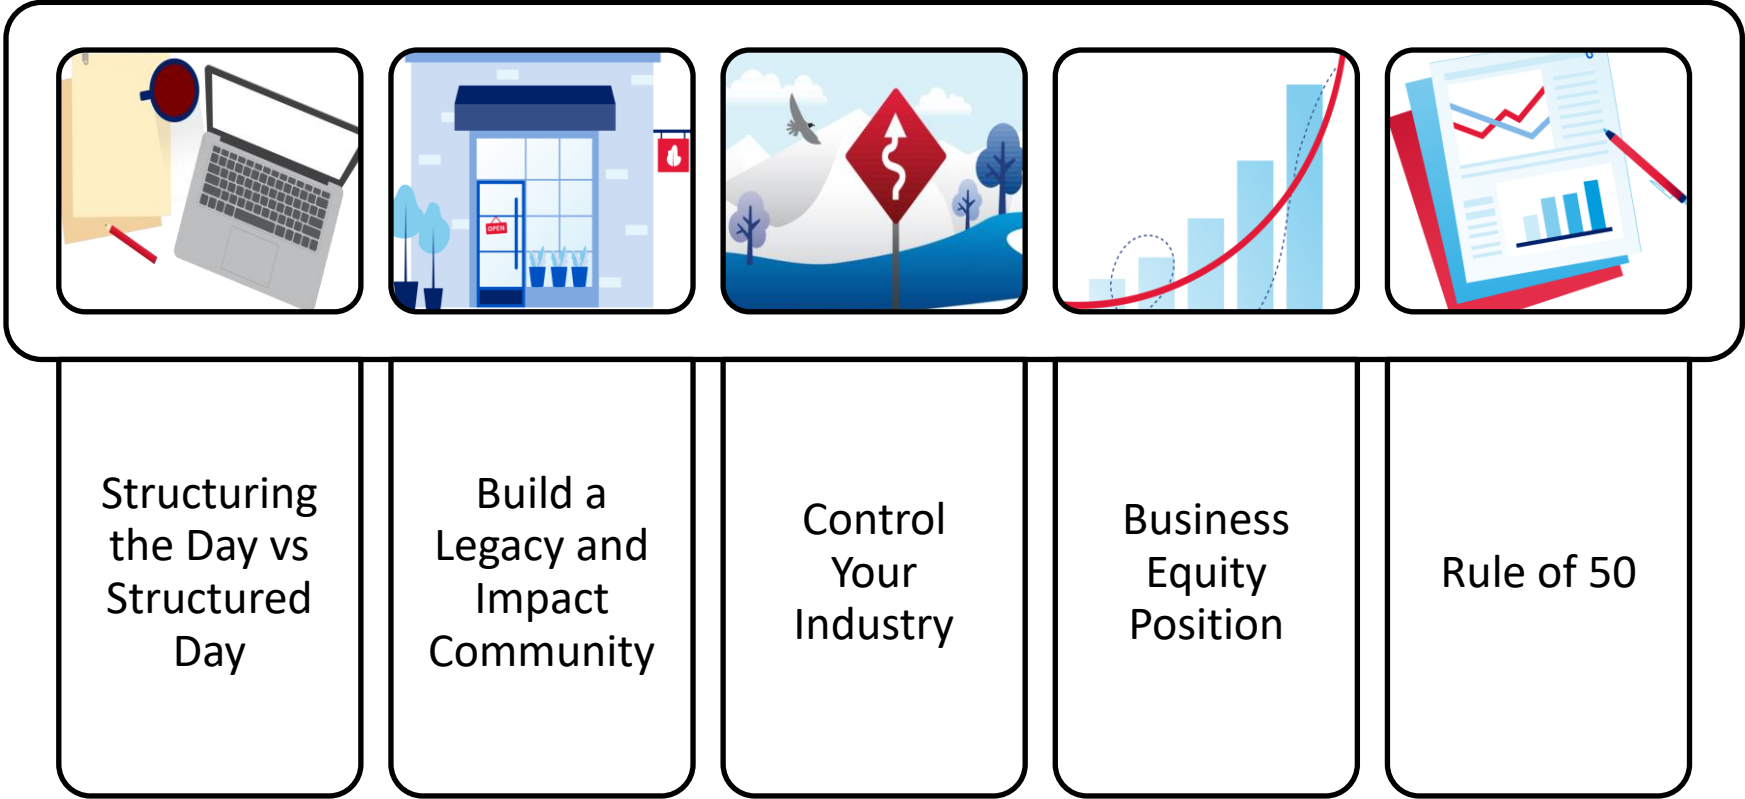 OPEN
Structuring
the Day vs
Structured
Day
Build a
Legacy and
Impact
Community
Control
Your
Industry
Business
Equity
Position
Rule of 50